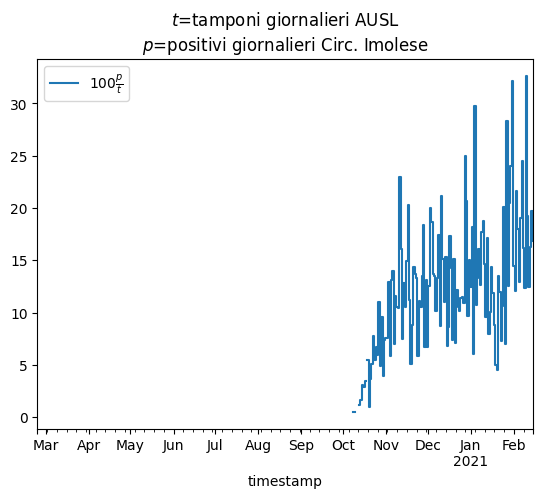 t=tamponi giornalieri AUSL
p=positivi giornalieri Circ. Imolese
100 p/t
30
25
20
15
10
5
0
Mar Apr May Jun Jul Aug Sep Oct Nov Dec Jan Feb
2021
timestamp